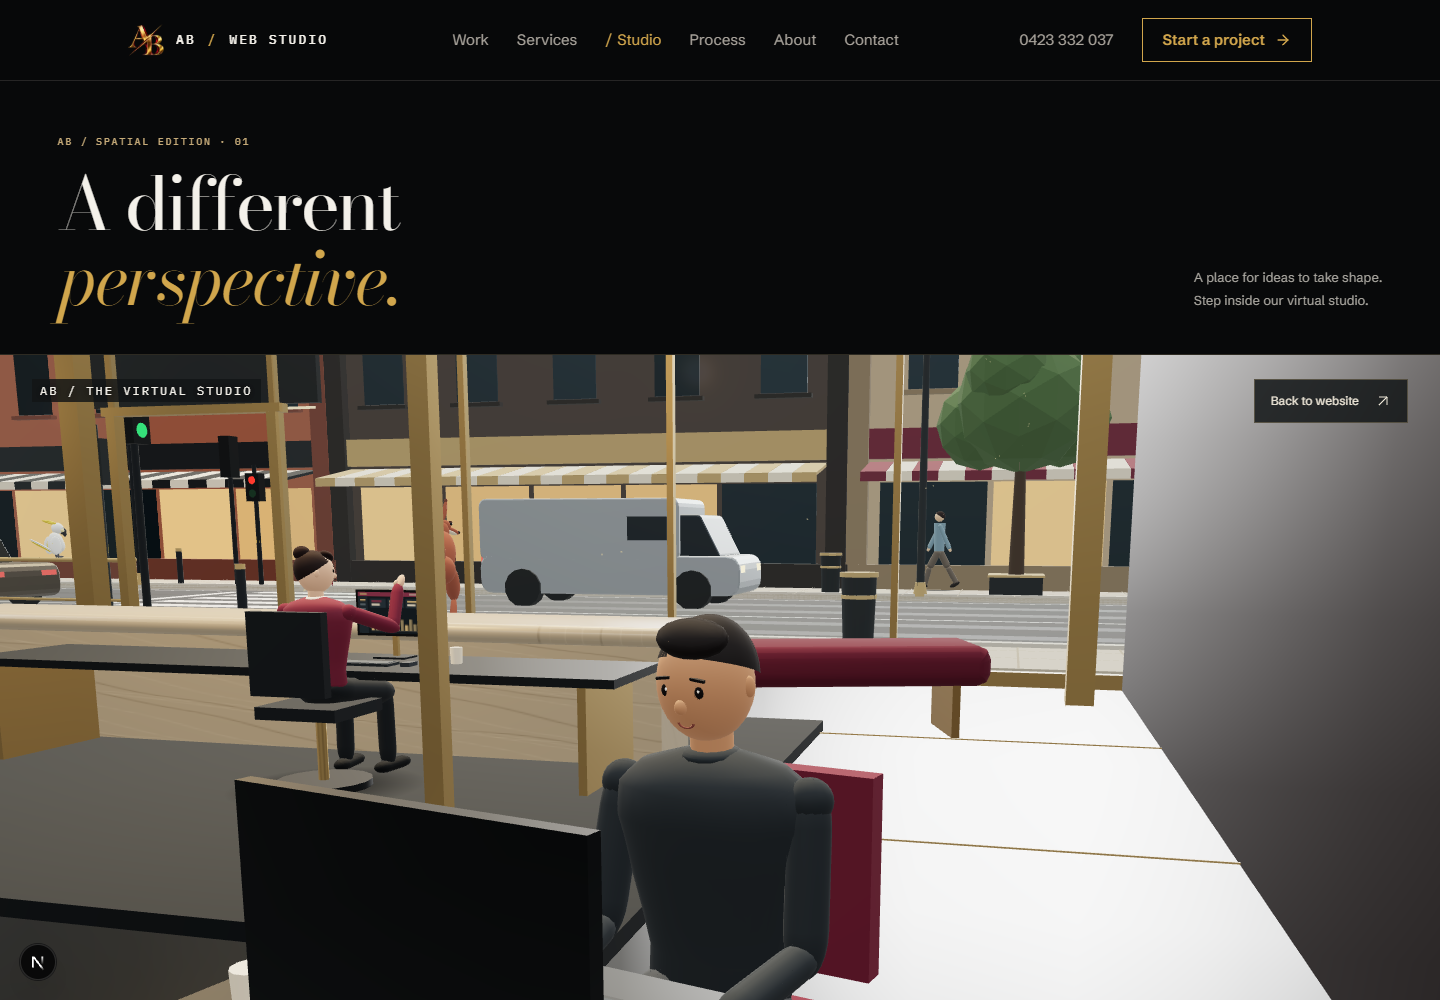 AB / WEB STUDIO
Work
Services
/ Studio
Process
About
Contact
0423 332 037
Start a project
AB / SPATIAL EDITION · 01
A different
perspective.
A place for ideas to take shape.
Step inside our virtual studio.
AB / THE VIRTUAL STUDIO
Back to website
N